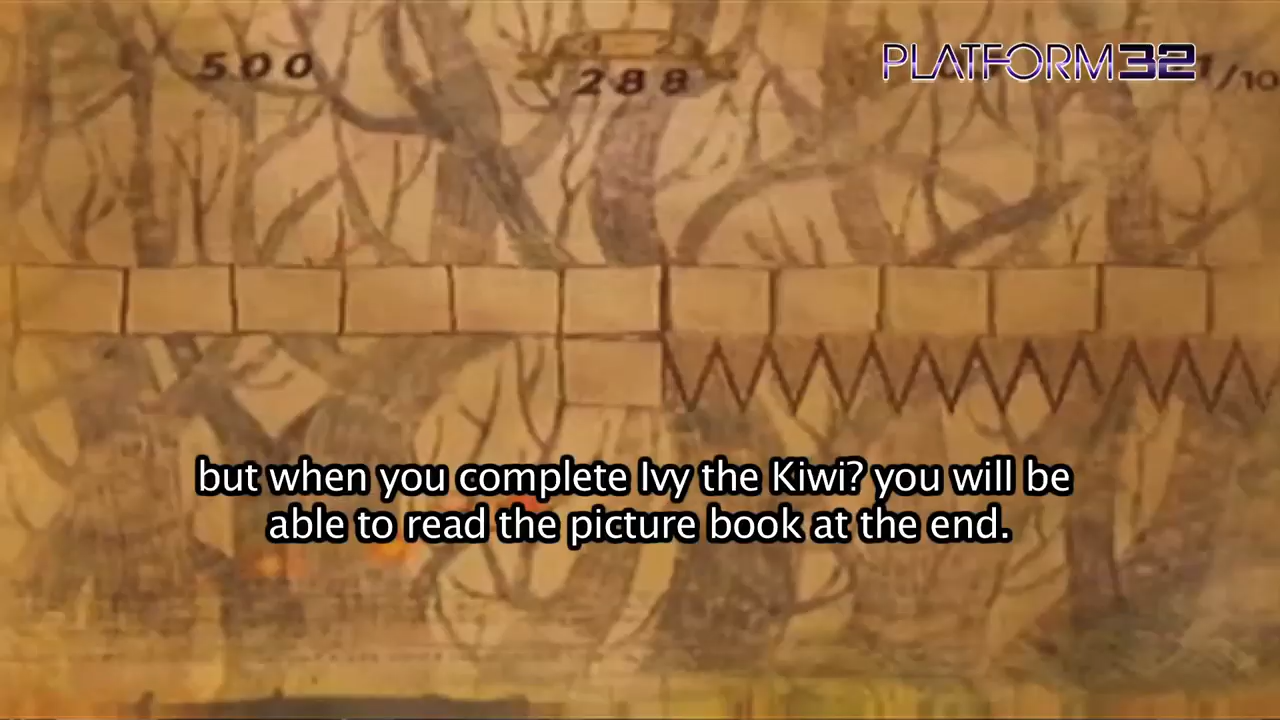 500
288
PLATFORM32
/10
but when you complete Ivy the Kiwi? you will be
able to read the picture book at the end.